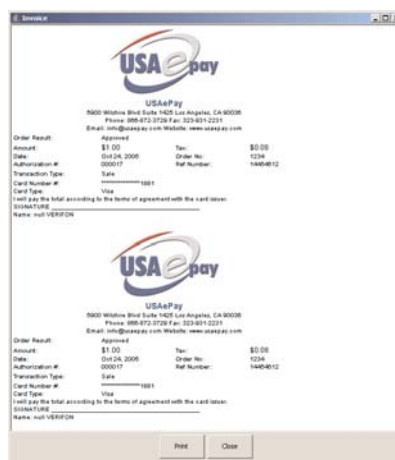 Invoice
USAepay
USAePay
5900 Wilshire Blvd Suite 1425 Los Angeles, CA 90036
Phone: 866-872-3729 Fax: 323-931-2231
Email: info@usaepay.com Website: www.usaepay.com
Order Result: Approved
Amount: $1.00 Tax: $0.08
Date: Oct 24, 2006 Order No: 1234
Authorization #: 000017 Ref Number: 14464612
Transaction Type: Sale
Card Number #: ************1881
Card Type: Visa
I will pay the total according to the terms of agreement with the card issuer.
SIGNATURE
Name: null VERIFON
USAepay
USAePay
5900 Wilshire Blvd Suite 1425 Los Angeles, CA 90036
Phone: 866-872-3729 Fax: 323-931-2231
Email: info@usaepay.com Website: www.usaepay.com
Order Result: Approved
Amount: $1.00 Tax: $0.08
Date: Oct 24, 2006 Order No: 1234
Authorization #: 000017 Ref Number: 14464612
Transaction Type: Sale
Card Number #: ************1881
Card Type: Visa
I will pay the total according to the terms of agreement with the card issuer.
SIGNATURE
Name: null VERIFON
Print Close